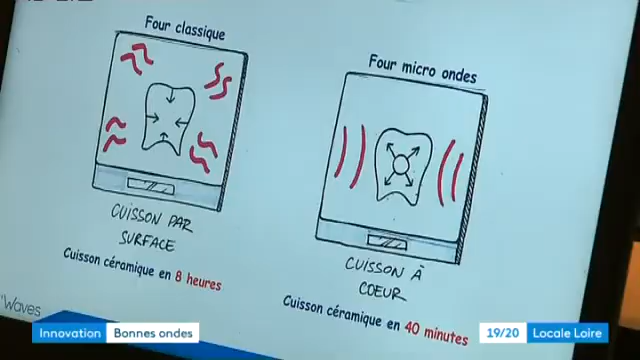 Four classique
Four micro ondes
CUISSON PAR
SURFACE
CUISSON À
COEUR
Cuisson céramique en 8 heures
Cuisson céramique en 40 minutes
Waves
Innovation
Bonnes ondes
19/20
Locale Loire